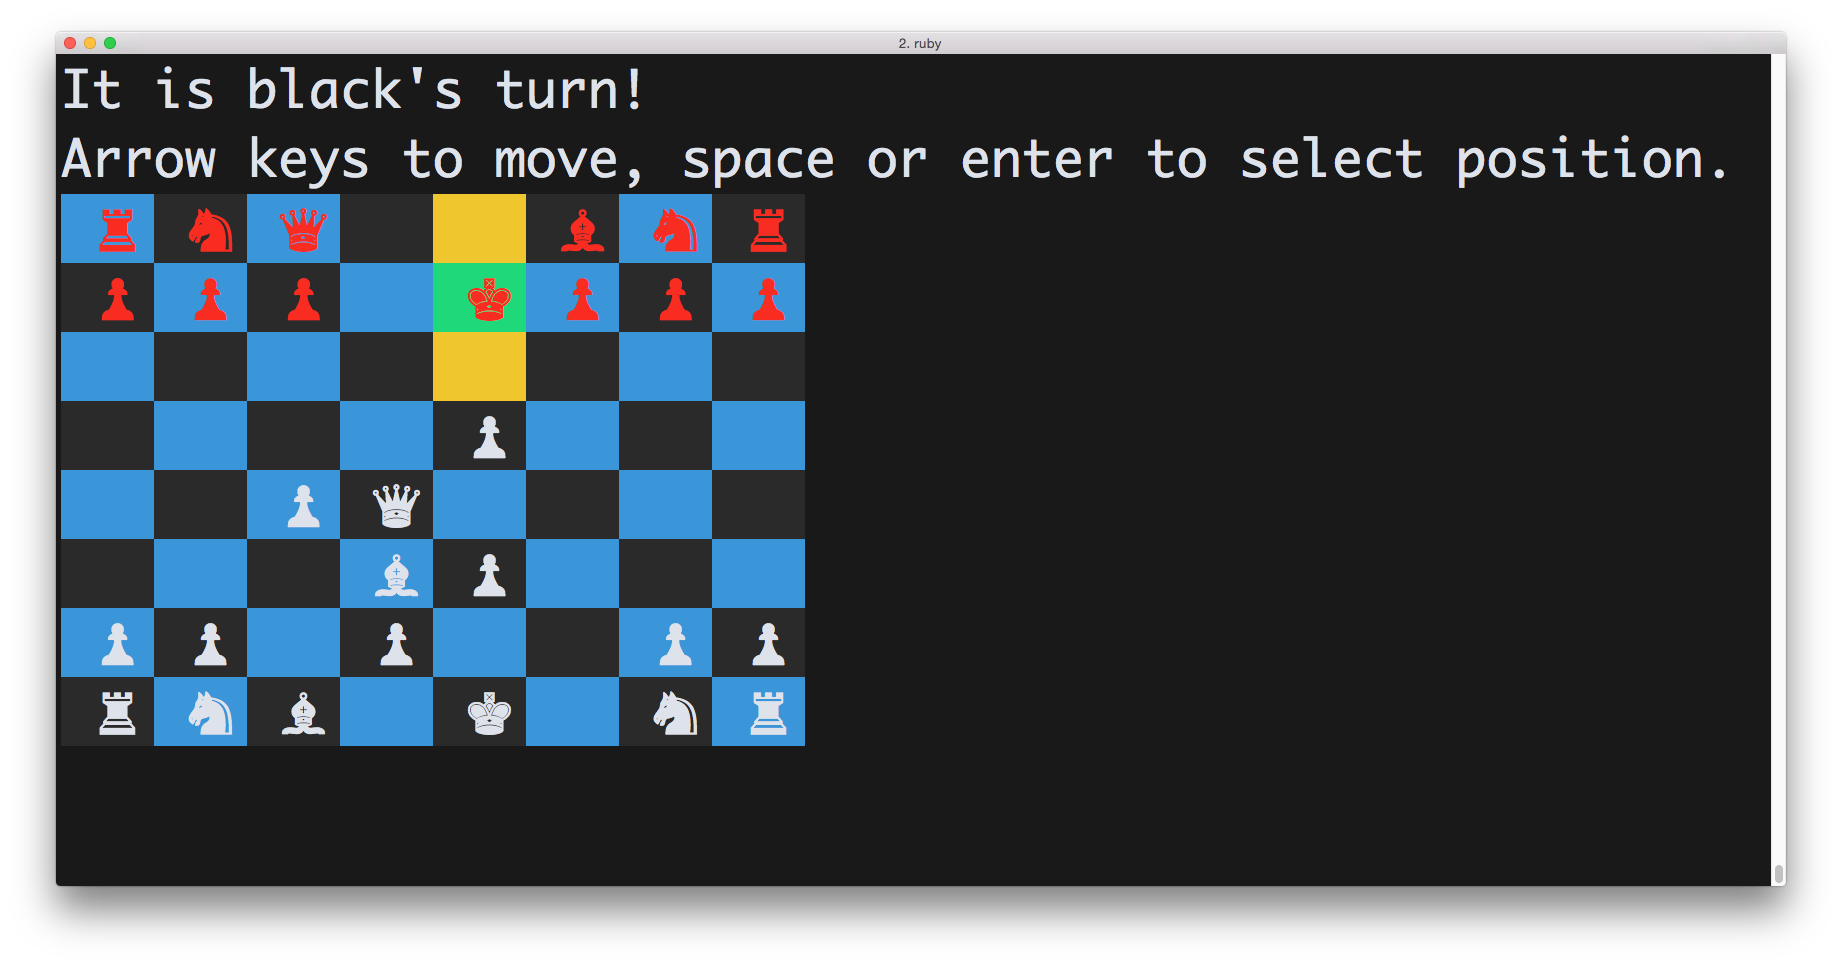 2. ruby
It is black's turn!
Arrow keys to move, space or enter to select position.